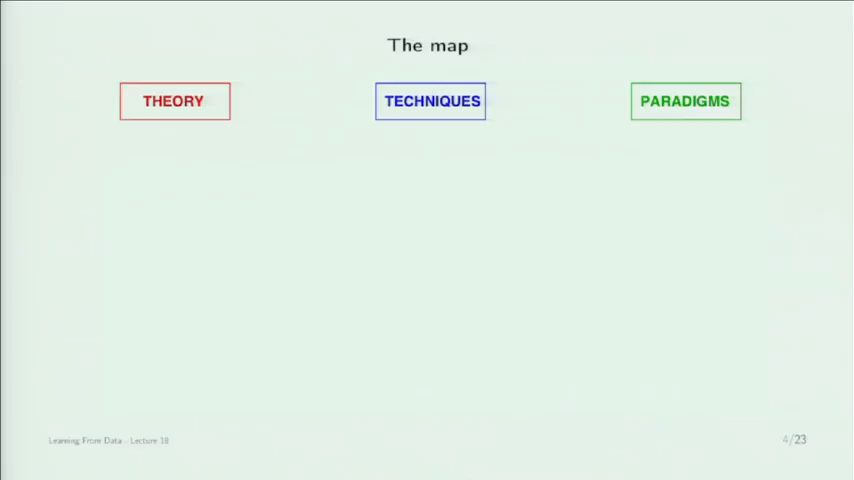 The map
THEORY
TECHNIQUES
PARADIGMS
Learning From Data - Lecture 18
4/23